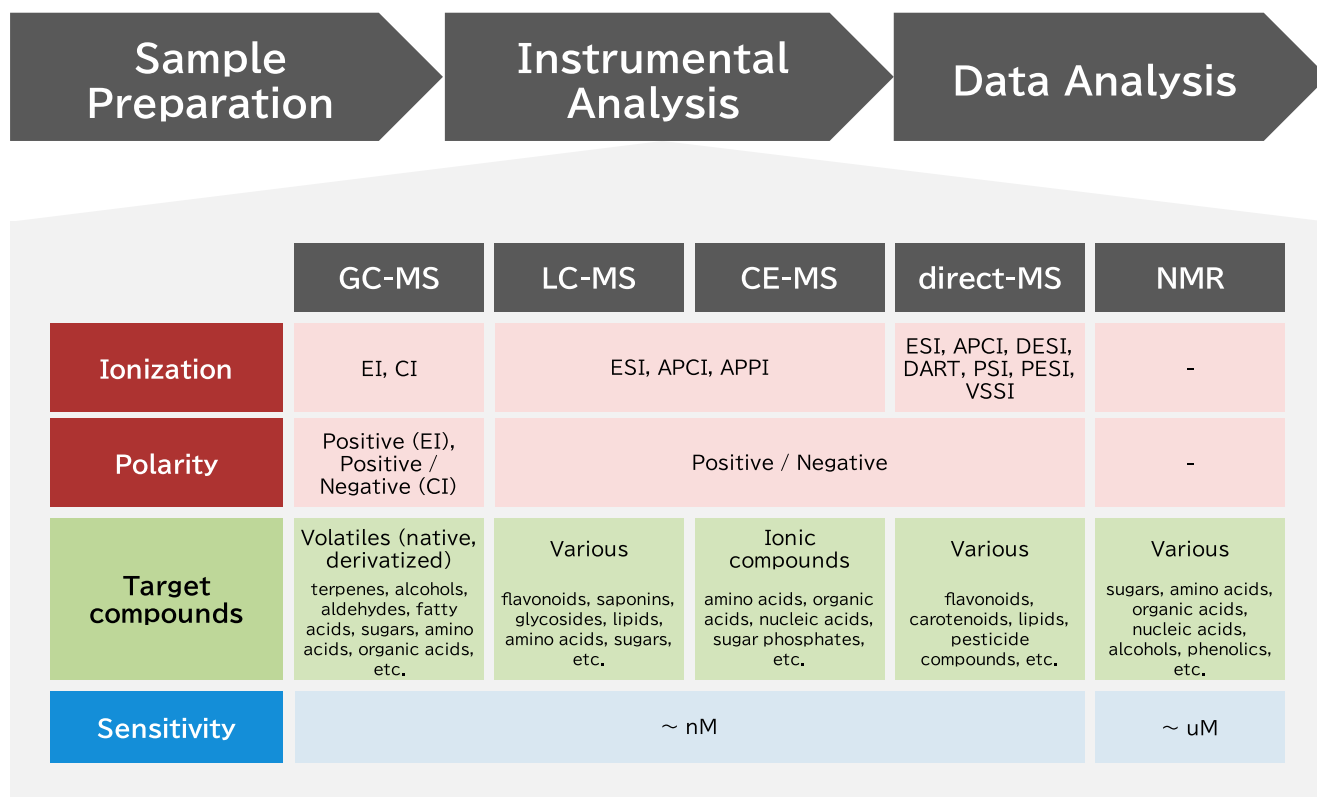 Sample
Preparation
Instrumental
Analysis
Data Analysis
GC-MS
LC-MS
CE-MS
direct-MS
NMR
Ionization
EI, CI
ESI, APCI, APPI
ESI, APCI, DESI,
DART, PSI, PESI,
VSSI
-
Polarity
Positive (EI),
Positive /
Negative (CI)
Positive / Negative
-
Target
compounds
Volatiles (native,
derivatized)
terpenes, alcohols,
aldehydes, fatty
acids, sugars, amino
acids, organic acids,
etc.
Various
flavonoids, saponins,
glycosides, lipids,
amino acids, sugars,
etc.
Ionic
compounds
amino acids, organic
acids, nucleic acids,
sugar phosphates,
etc.
Various
flavonoids,
carotenoids, lipids,
pesticide
compounds, etc.
Various
sugars, amino acids,
organic acids,
nucleic acids,
alcohols, phenolics,
etc.
Sensitivity
~ nM
~ uM